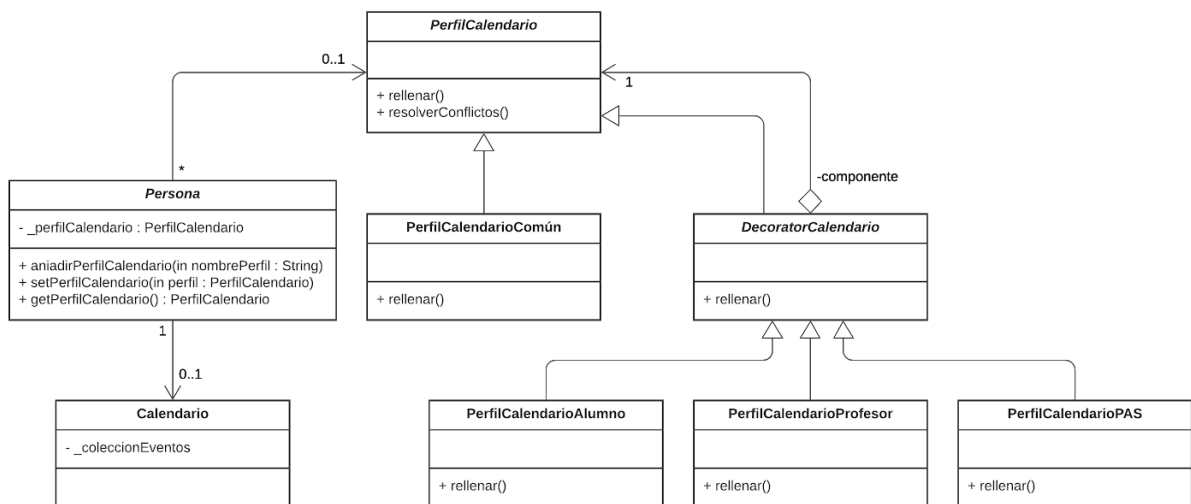 PerfilCalendario
0..1
1
+ rellenar()
+ resolverConflictos()
*
-componente
Persona
- _perfilCalendario : PerfilCalendario
+ aniadirPerfilCalendario(in nombrePerfil : String)
+ setPerfilCalendario(in perfil : PerfilCalendario)
+ getPerfilCalendario() : PerfilCalendario
PerfilCalendarioComún
+ rellenar()
DecoratorCalendario
+ rellenar()
1
0..1
Calendario
- _coleccionEventos
PerfilCalendarioAlumno
+ rellenar()
PerfilCalendarioProfesor
+ rellenar()
PerfilCalendarioPAS
+ rellenar()